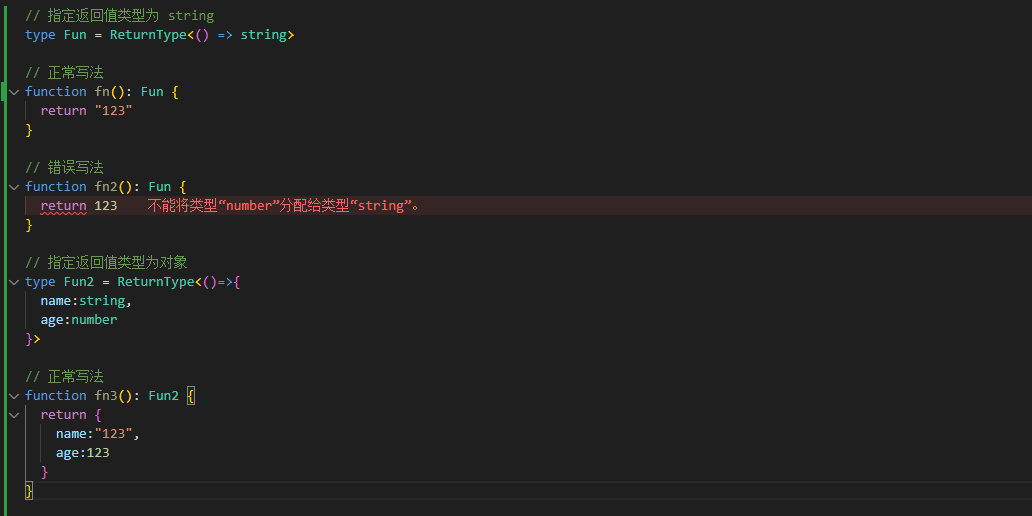 // 指定返回值类型为 string
type Fun = ReturnType<() => string>
// 正常写法
function fn(): Fun {
  return "123"
}
// 错误写法
function fn2(): Fun {
  return 123    不能将类型“number”分配给类型“string”。
}
// 指定返回值类型为对象
type Fun2 = ReturnType<()=>{
  name:string,
  age:number
}>
// 正常写法
function fn3(): Fun2 {
  return {
    name:"123",
    age:123
  }
}